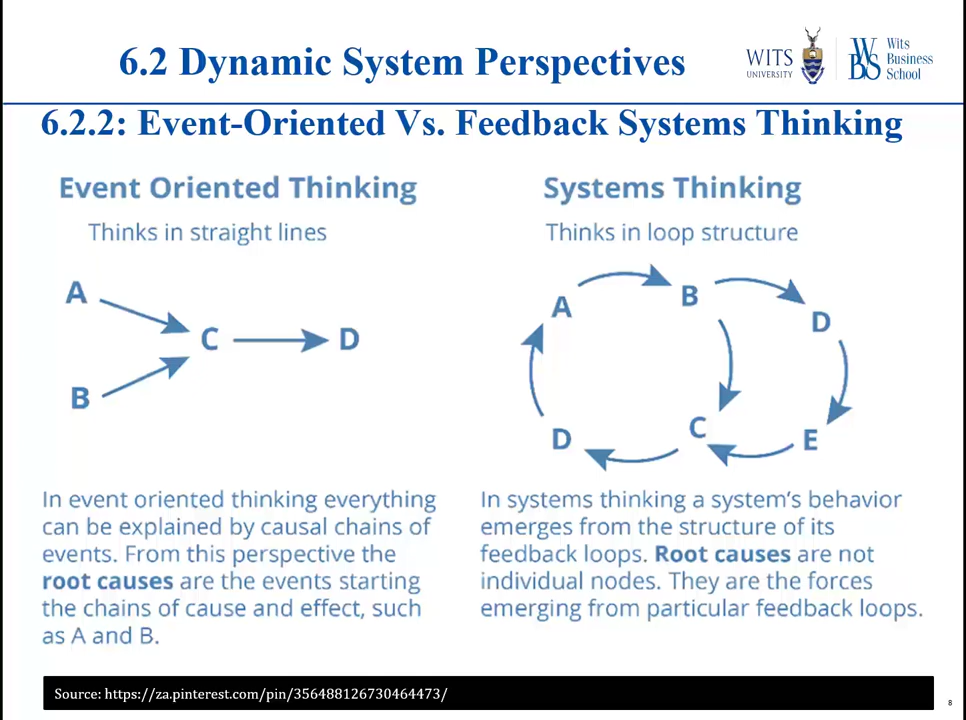 6.2 Dynamic System Perspectives
WITS
UNIVERSITY
W
BS
Wits
Business
School
6.2.2: Event-Oriented Vs. Feedback Systems Thinking
Event Oriented Thinking
Thinks in straight lines
A
B
C
D
In event oriented thinking everything
can be explained by causal chains of
events. From this perspective the
root causes are the events starting
the chains of cause and effect, such
as A and B.
Systems Thinking
Thinks in loop structure
A
B
D
D
C
E
In systems thinking a system's behavior
emerges from the structure of its
feedback loops. Root causes are not
individual nodes. They are the forces
emerging from particular feedback loops.
Source: https://za.pinterest.com/pin/356488126730464473/
8